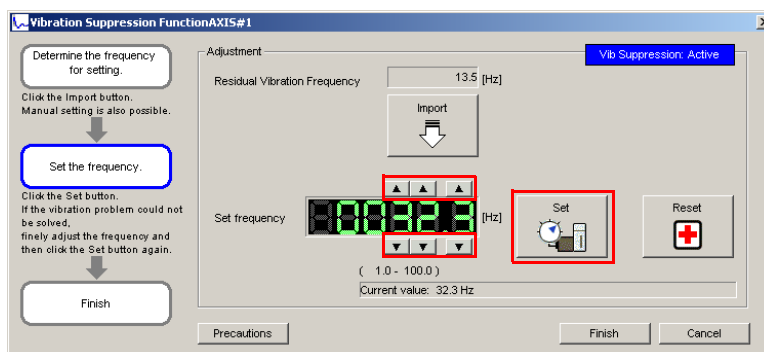 Vibration Suppression FunctionAXIS#1
Determine the frequency
for setting.
Click the Import button.
Manual setting is also possible.
Set the frequency.
Click the Set button.
If the vibration problem could not
be solved,
finely adjust the frequency and
then click the Set button again.
Finish
Adjustment
Vib Suppression: Active
Residual Vibration Frequency 13.5 [Hz]
Import
Set frequency 0032.3 [Hz]
Set
Reset
( 1.0 - 100.0 )
Current value: 32.3 Hz
Precautions
Finish
Cancel